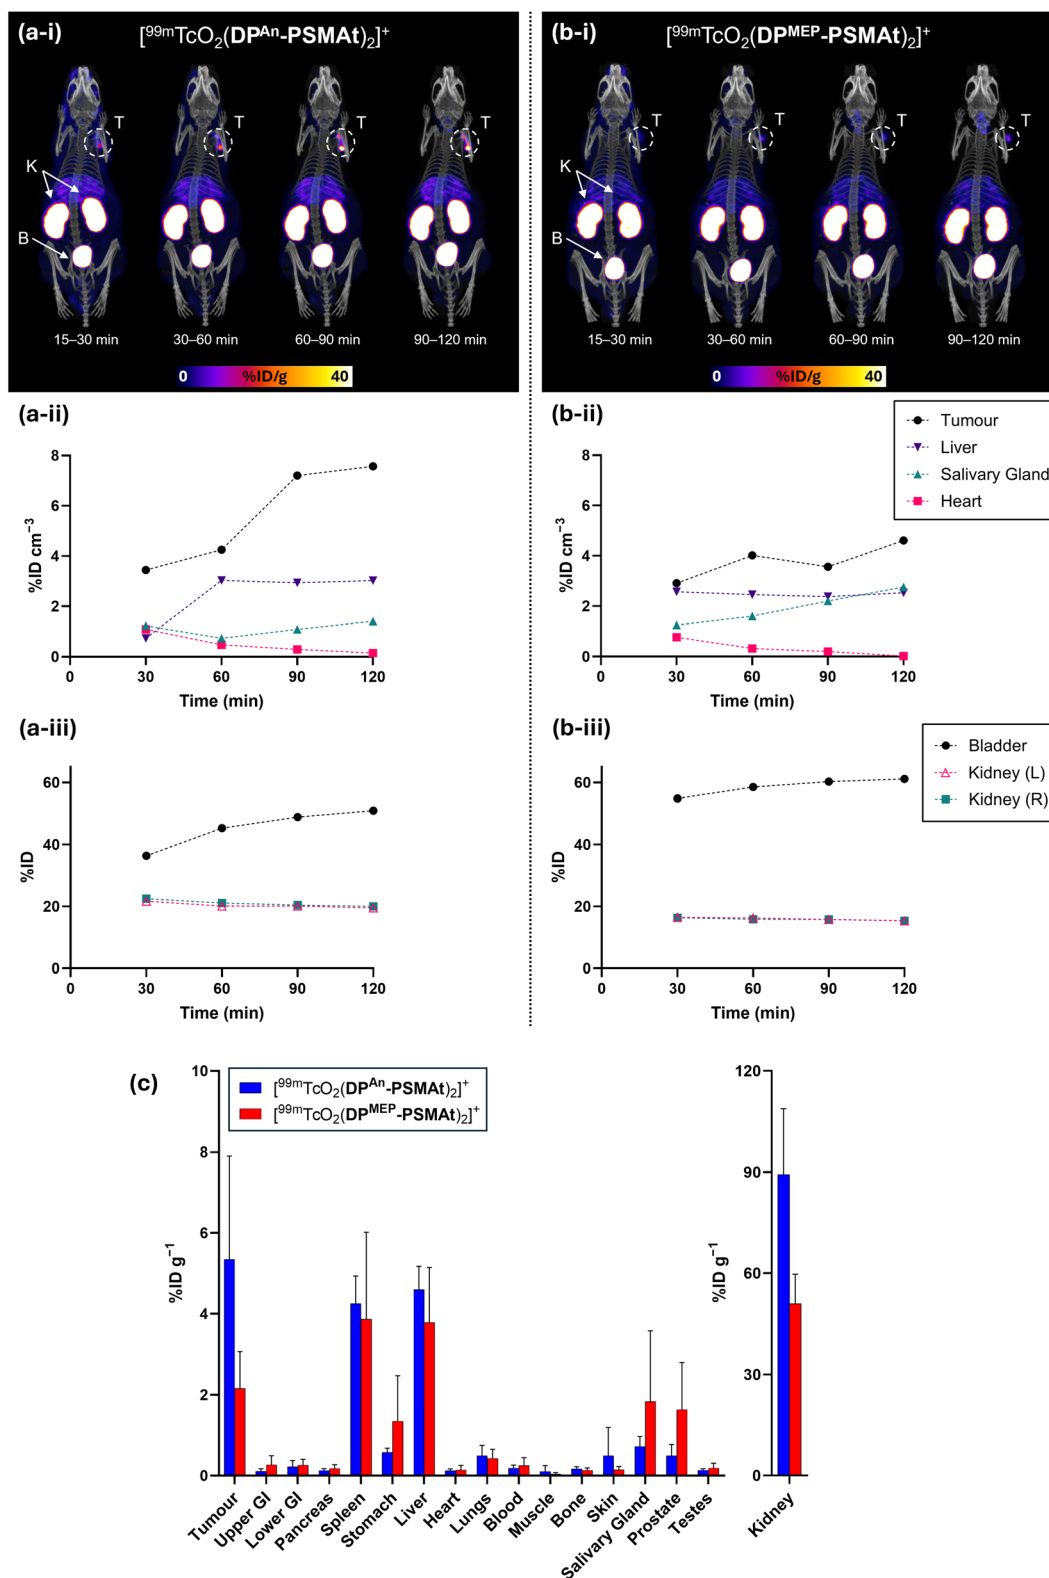 (a-i)
[⁹⁹ᵐTcO₂(DPᴬⁿ-PSMAt)₂]⁺
T T T T
K
B
15–30 min 30–60 min 60–90 min 90–120 min
0 %ID/g 40
(b-i)
[⁹⁹ᵐTcO₂(DPᴹᴱᴾ-PSMAt)₂]⁺
T T T T
K
B
15–30 min 30–60 min 60–90 min 90–120 min
0 %ID/g 40
(a-ii)
8
6
4
2
0
%ID cm⁻³
0 30 60 90 120
Time (min)
(b-ii)
Tumour
Liver
Salivary Gland
Heart
8
6
4
2
0
%ID cm⁻³
0 30 60 90 120
Time (min)
(a-iii)
60
40
20
0
%ID
0 30 60 90 120
Time (min)
(b-iii)
Bladder
Kidney (L)
Kidney (R)
60
40
20
0
%ID
0 30 60 90 120
Time (min)
(c)
[⁹⁹ᵐTcO₂(DPᴬⁿ-PSMAt)₂]⁺
[⁹⁹ᵐTcO₂(DPᴹᴱᴾ-PSMAt)₂]⁺
10
8
6
4
2
0
%ID g⁻¹
Tumour
Upper GI
Lower GI
Pancreas
Spleen
Stomach
Liver
Heart
Lungs
Blood
Muscle
Bone
Skin
Salivary Gland
Prostate
Testes
120
90
60
30
0
%ID g⁻¹
Kidney